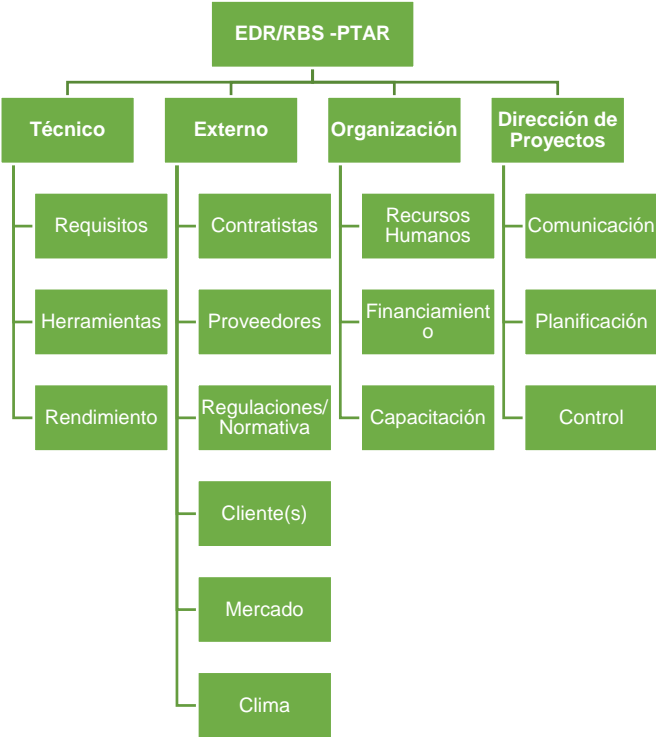 EDR/RBS -PTAR
Técnico
Externo
Organización
Dirección de
Proyectos
Requisitos
Herramientas
Rendimiento
Contratistas
Proveedores
Regulaciones/
Normativa
Cliente(s)
Mercado
Clima
Recursos
Humanos
Financiamient
o
Capacitación
Comunicación
Planificación
Control